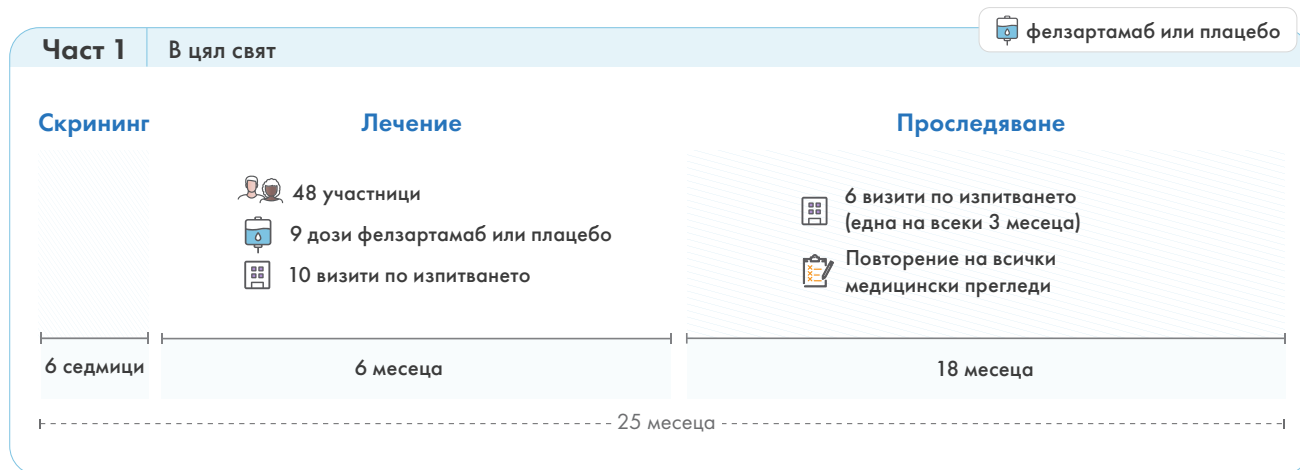 фелзартамаб или плацебо
Част 1
В цял свят
Скрининг
Лечение
Проследяване
48 участници
9 дози фелзартамаб или плацебо
10 визити по изпитването
6 визити по изпитването
(една на всеки 3 месеца)
Повторение на всички
медицински прегледи
6 седмици
6 месеца
18 месеца
25 месеца